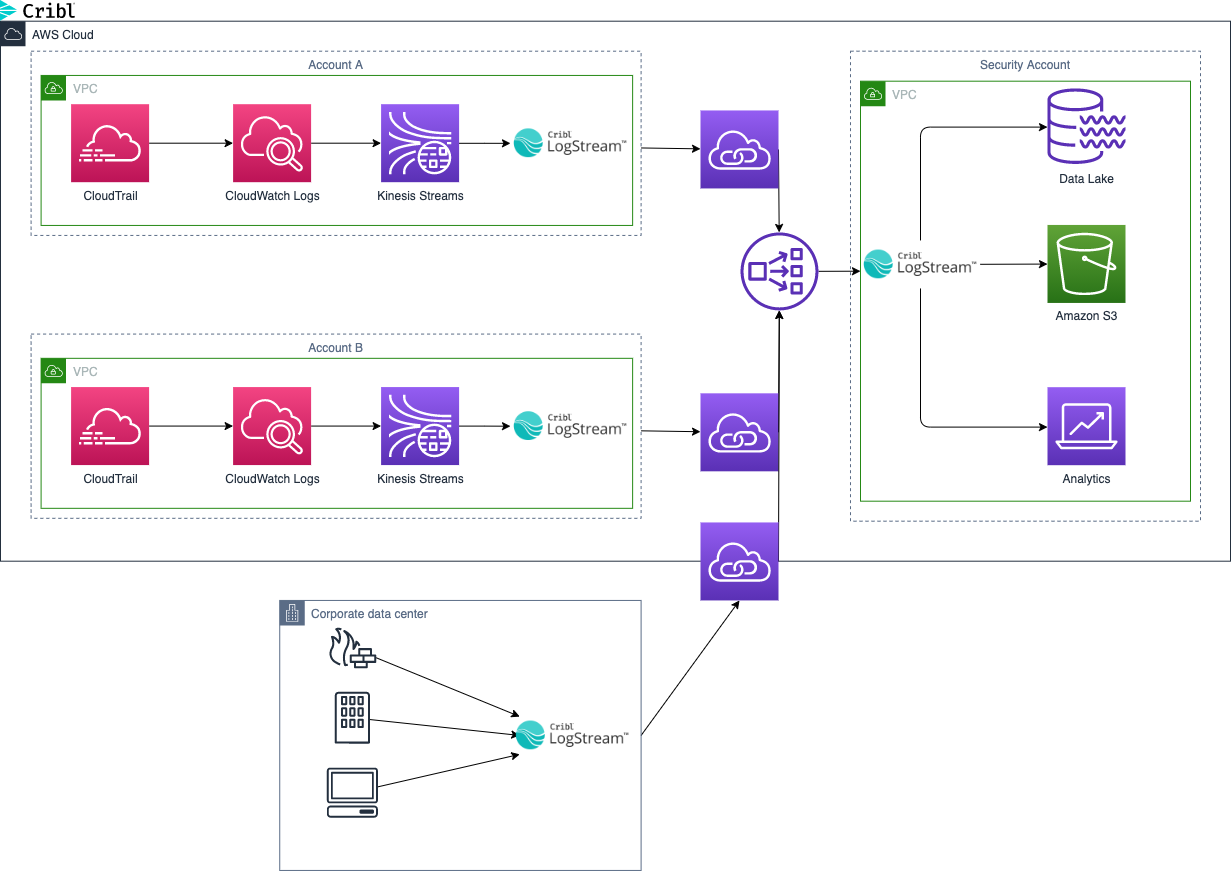 Cribl
AWS Cloud
Account A
VPC
CloudTrail
CloudWatch Logs
Kinesis Streams
Cribl
LogStream™
Account B
VPC
CloudTrail
CloudWatch Logs
Kinesis Streams
Cribl
LogStream™
Security Account
VPC
Cribl
LogStream™
Data Lake
Amazon S3
Analytics
Corporate data center
Cribl
LogStream™